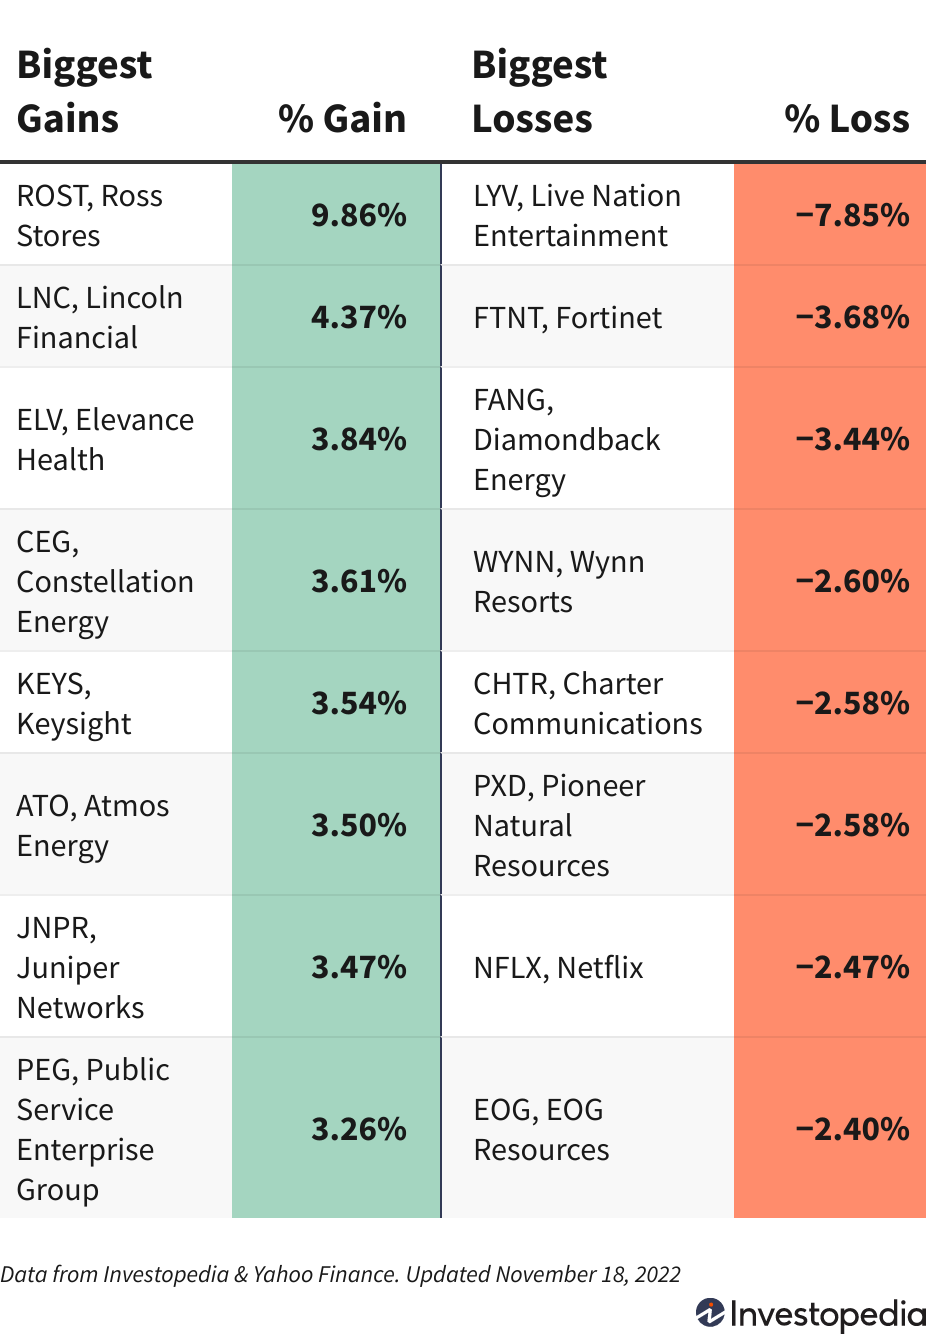 Biggest
Gains
% Gain
Biggest
Losses
% Loss
ROST, Ross
Stores
9.86%
LYV, Live Nation
Entertainment
−7.85%
LNC, Lincoln
Financial
4.37%
FTNT, Fortinet
−3.68%
ELV, Elevance
Health
3.84%
FANG,
Diamondback
Energy
−3.44%
CEG,
Constellation
Energy
3.61%
WYNN, Wynn
Resorts
−2.60%
KEYS,
Keysight
3.54%
CHTR, Charter
Communications
−2.58%
ATO, Atmos
Energy
3.50%
PXD, Pioneer
Natural
Resources
−2.58%
JNPR,
Juniper
Networks
3.47%
NFLX, Netflix
−2.47%
PEG, Public
Service
Enterprise
Group
3.26%
EOG, EOG
Resources
−2.40%
Data from Investopedia & Yahoo Finance. Updated November 18, 2022
Investopedia